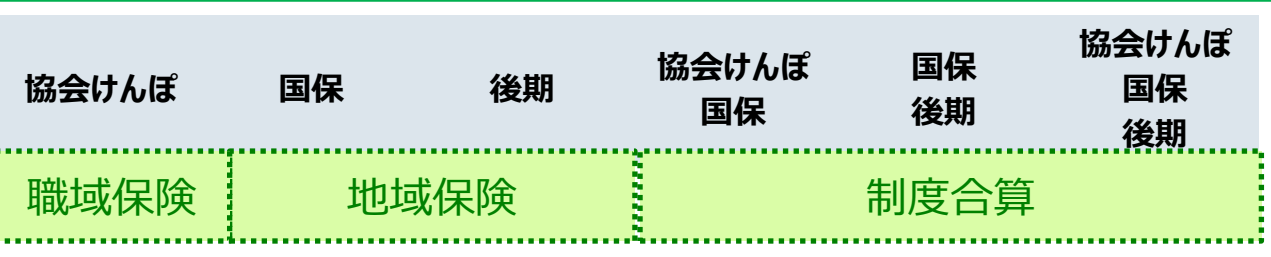 協会けんぽ
国保
後期
協会けんぽ
国保
国保
後期
協会けんぽ
国保
後期
職域保険
地域保険
制度合算